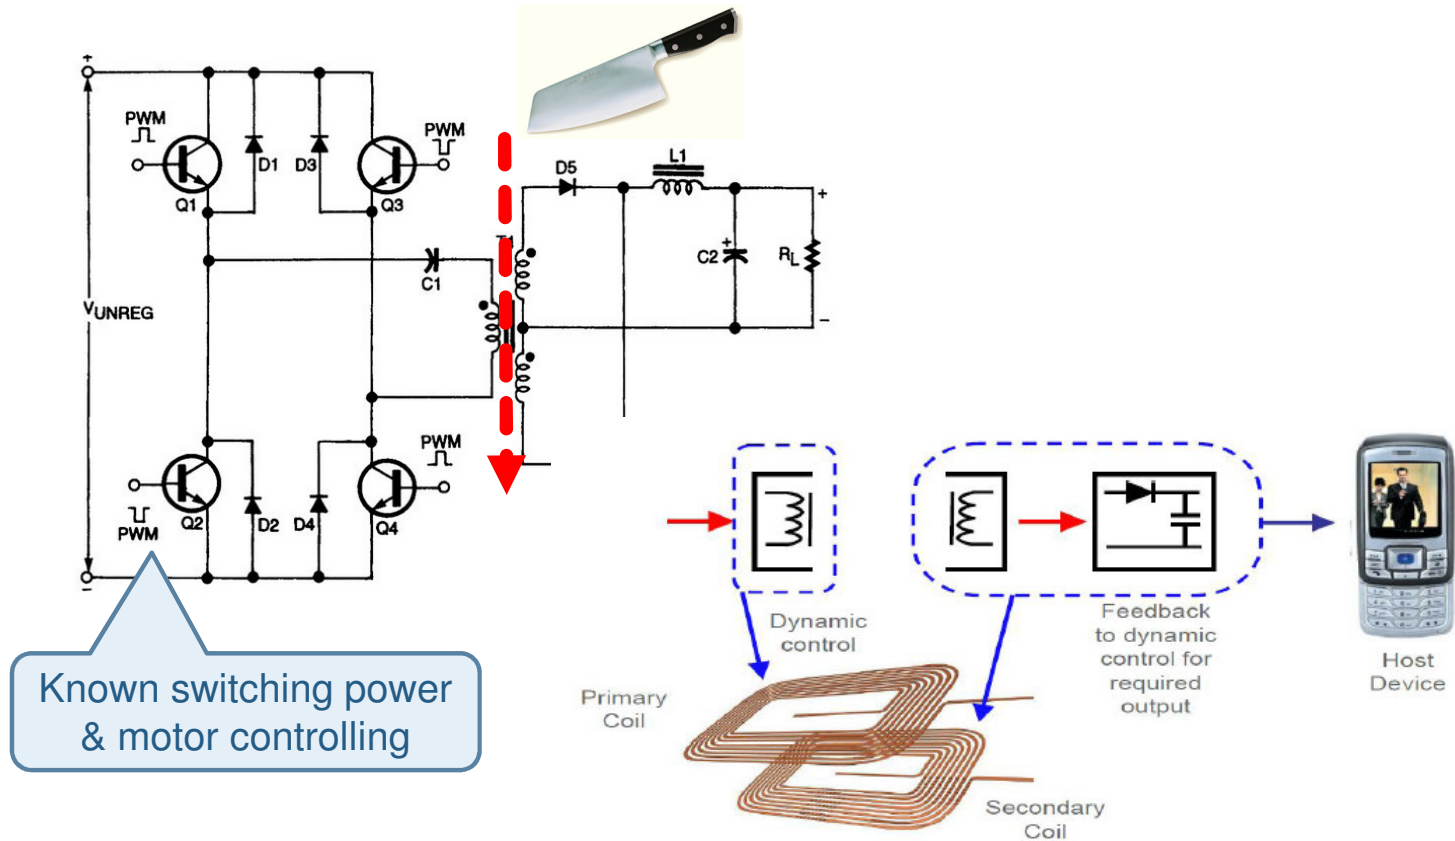 +
PWM
PWM
D1
D3
Q1
Q3
D5
L1
+
T1
C1
+
C2
RL
VUNREG
−
PWM
Q2
D2
D4
Q4
PWM
−
Known switching power
& motor controlling
Dynamic
control
Feedback
to dynamic
control for
required
output
Host
Device
Primary
Coil
Secondary
Coil